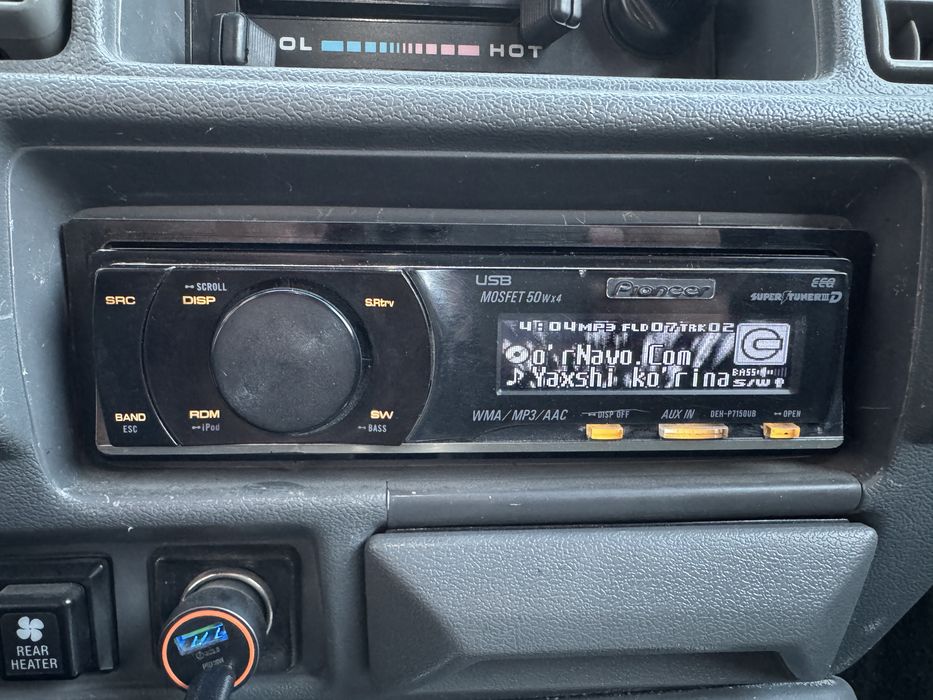 OL HOT
USB
MOSFET 50Wx4
Pioneer
EEQ
SUPER TUNER III D
SCROLL
SRC
DISP
S.Rtrv
4:04 MP3 FLD07TRK02
o'rNavo.Com
Yaxshi ko'rina
BASS
S/W
BAND
ESC
RDM
iPod
SW
BASS
WMA/MP3/AAC
DISP OFF
AUX IN
DEH-P7150UB
OPEN
REAR
HEATER